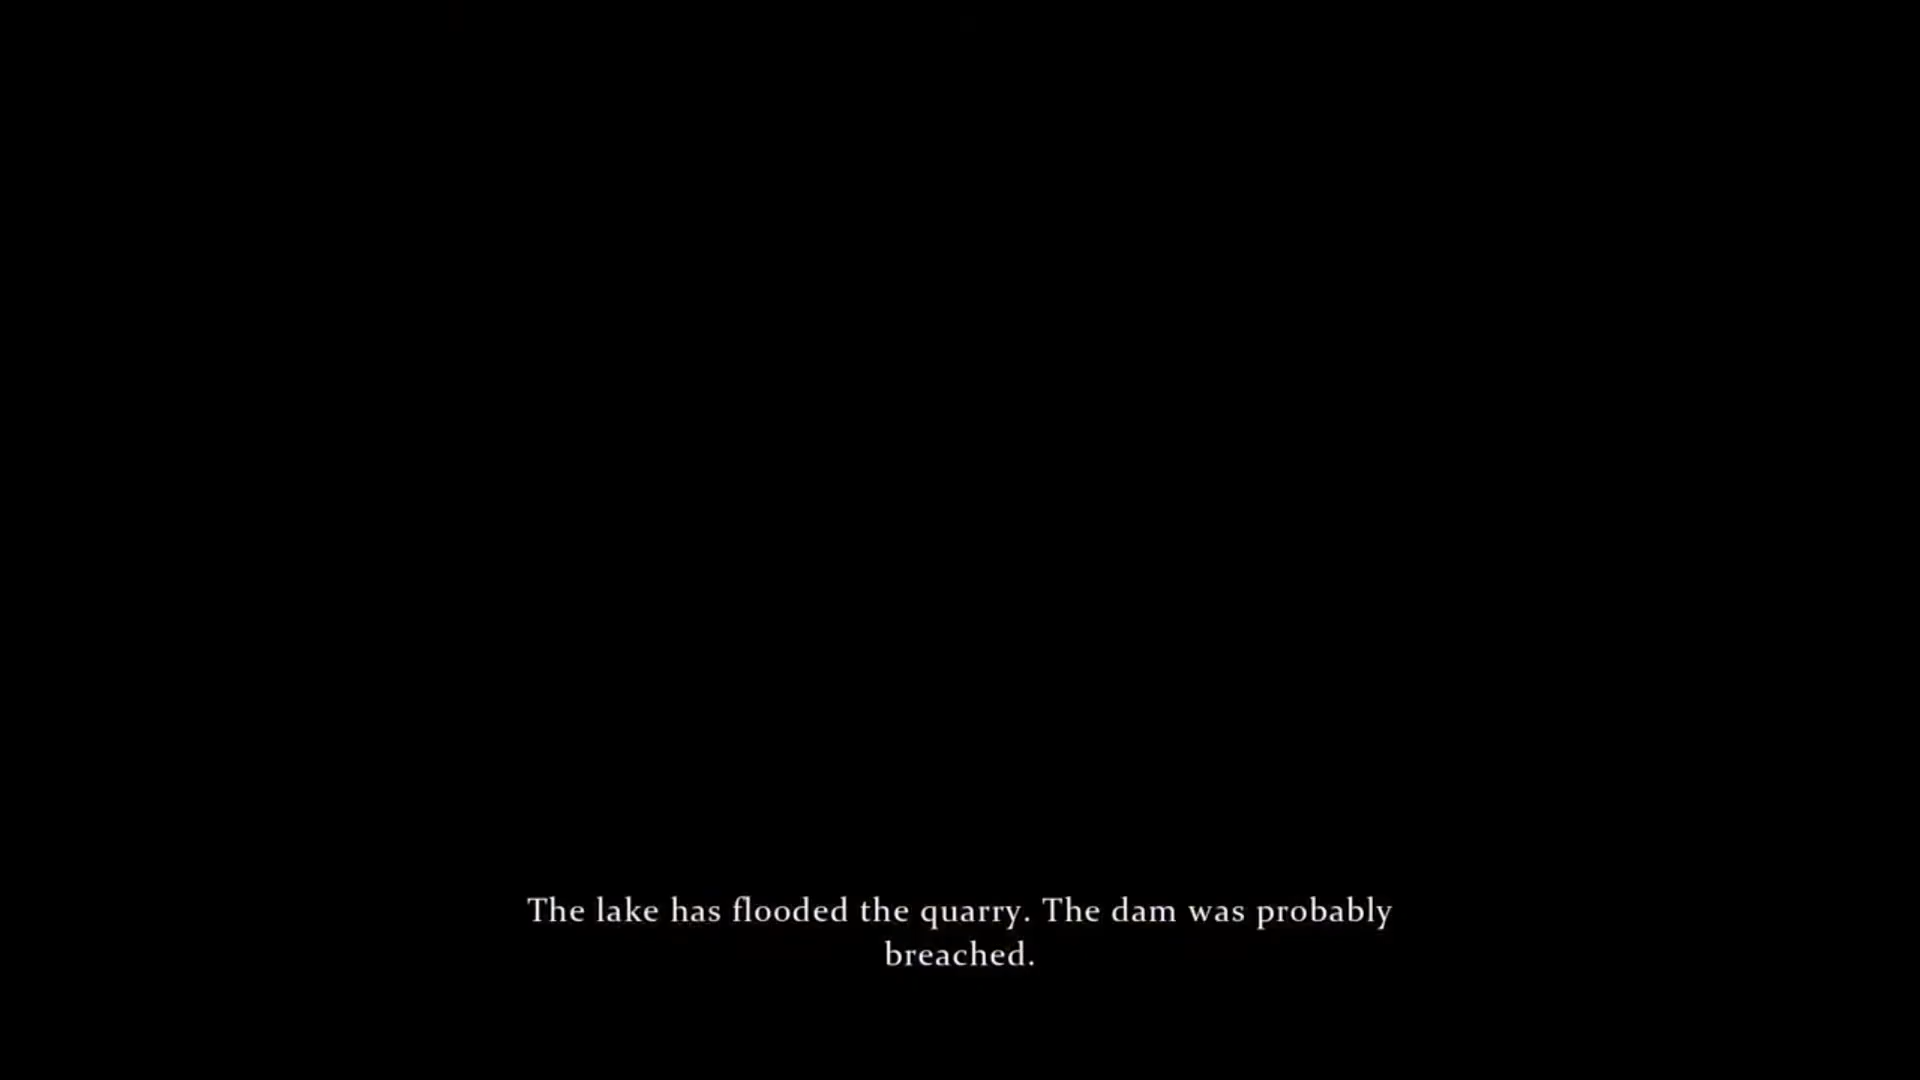 The lake has flooded the quarry. The dam was probably
breached.